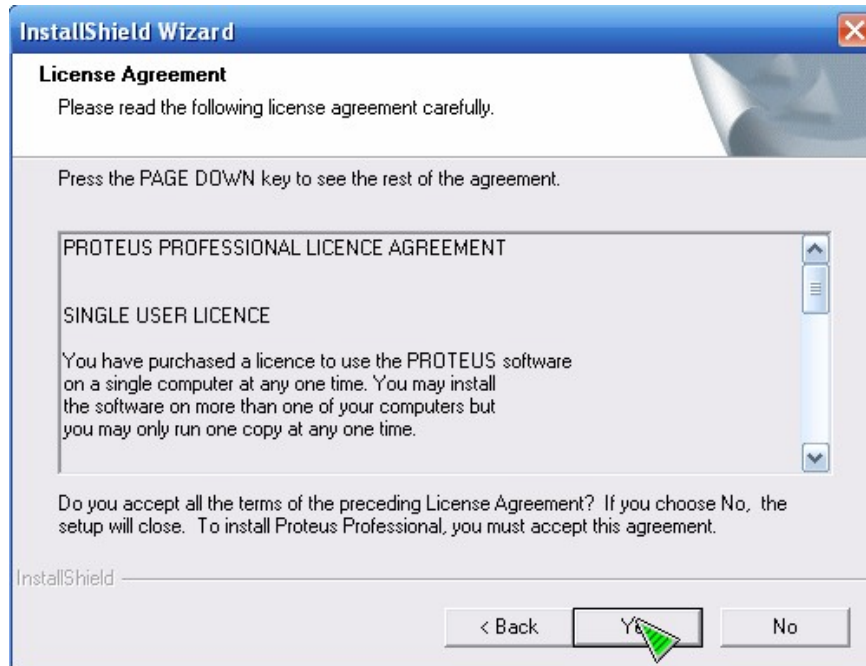 InstallShield Wizard
License Agreement
Please read the following license agreement carefully.
Press the PAGE DOWN key to see the rest of the agreement.
PROTEUS PROFESSIONAL LICENCE AGREEMENT
SINGLE USER LICENCE
You have purchased a licence to use the PROTEUS software
on a single computer at any one time. You may install
the software on more than one of your computers but
you may only run one copy at any one time.
Do you accept all the terms of the preceding License Agreement? If you choose No, the
setup will close. To install Proteus Professional, you must accept this agreement.
InstallShield
< Back
No